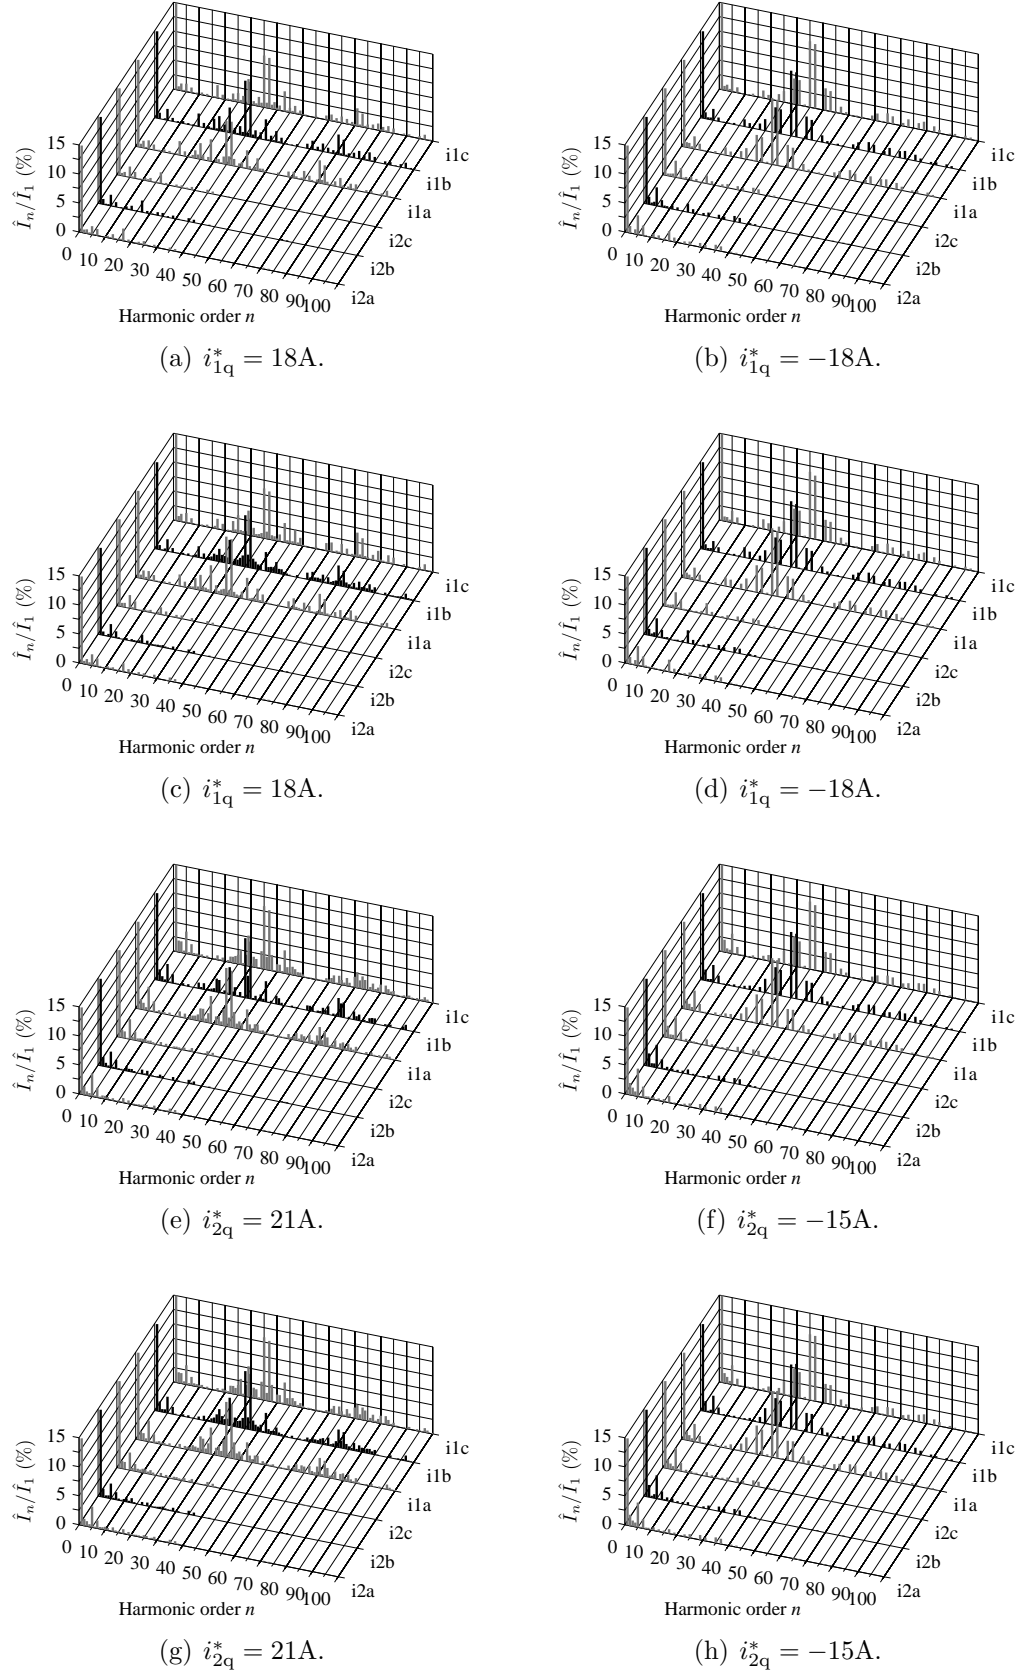 i1c
i1b
i1a
i2c
i2b
i2a
15
10
5
0
Î_n/Î_1 (%)
0 10 20 30 40 50 60 70 80 90 100
Harmonic order n
(a) i*_1q = 18A.
i1c
i1b
i1a
i2c
i2b
i2a
15
10
5
0
Î_n/Î_1 (%)
0 10 20 30 40 50 60 70 80 90 100
Harmonic order n
(b) i*_1q = −18A.
i1c
i1b
i1a
i2c
i2b
i2a
15
10
5
0
Î_n/Î_1 (%)
0 10 20 30 40 50 60 70 80 90 100
Harmonic order n
(c) i*_1q = 18A.
i1c
i1b
i1a
i2c
i2b
i2a
15
10
5
0
Î_n/Î_1 (%)
0 10 20 30 40 50 60 70 80 90 100
Harmonic order n
(d) i*_1q = −18A.
i1c
i1b
i1a
i2c
i2b
i2a
15
10
5
0
Î_n/Î_1 (%)
0 10 20 30 40 50 60 70 80 90 100
Harmonic order n
(e) i*_2q = 21A.
i1c
i1b
i1a
i2c
i2b
i2a
15
10
5
0
Î_n/Î_1 (%)
0 10 20 30 40 50 60 70 80 90 100
Harmonic order n
(f) i*_2q = −15A.
i1c
i1b
i1a
i2c
i2b
i2a
15
10
5
0
Î_n/Î_1 (%)
0 10 20 30 40 50 60 70 80 90 100
Harmonic order n
(g) i*_2q = 21A.
i1c
i1b
i1a
i2c
i2b
i2a
15
10
5
0
Î_n/Î_1 (%)
0 10 20 30 40 50 60 70 80 90 100
Harmonic order n
(h) i*_2q = −15A.